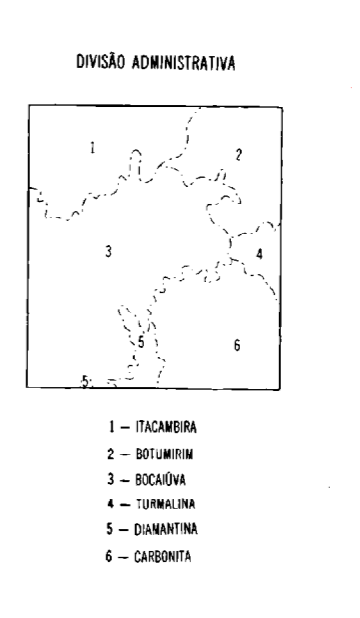 DIVISÃO ADMINISTRATIVA
1
2
3
4
5
6
5
1 – ITACAMBIRA
2 – BOTUMIRIM
3 – BOCAIÚVA
4 – TURMALINA
5 – DIAMANTINA
6 – CARBONITA